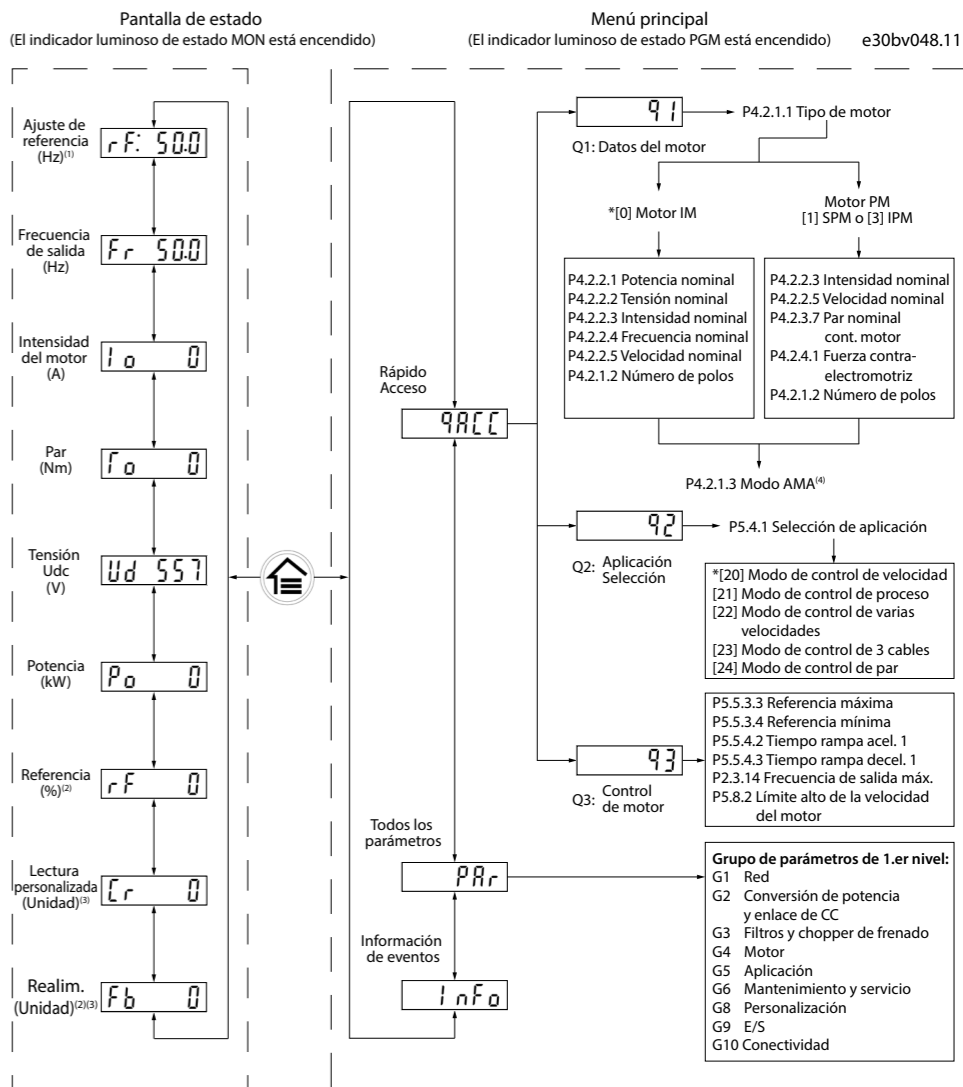 Pantalla de estado
(El indicador luminoso de estado MON está encendido)
Menú principal
(El indicador luminoso de estado PGM está encendido)
e30bv048.11
Ajuste de
referencia
(Hz)(1)
rF: 50.0
Frecuencia
de salida
(Hz)
Fr 50.0
Intensidad
del motor
(A)
Io 0
Par
(Nm)
To 0
Tensión
Udc
(V)
Ud 557
Potencia
(kW)
Po 0
Referencia
(%)(2)
rF 0
Lectura
personalizada
(Unidad)(3)
Cr 0
Realim.
(Unidad)(2)(3)
Fb 0
Rápido
Acceso
qACC
Todos los
parámetros
PAr
Información
de eventos
InFo
q1
Q1: Datos del motor
P4.2.1.1 Tipo de motor
*[0] Motor IM
Motor PM
[1] SPM o [3] IPM
P4.2.2.1 Potencia nominal
P4.2.2.2 Tensión nominal
P4.2.2.3 Intensidad nominal
P4.2.2.4 Frecuencia nominal
P4.2.2.5 Velocidad nominal
P4.2.1.2 Número de polos
P4.2.2.3 Intensidad nominal
P4.2.2.5 Velocidad nominal
P4.2.3.7 Par nominal
cont. motor
P4.2.4.1 Fuerza contra-
electromotriz
P4.2.1.2 Número de polos
P4.2.1.3 Modo AMA(4)
q2
Q2: Aplicación
Selección
P5.4.1 Selección de aplicación
*[20] Modo de control de velocidad
[21] Modo de control de proceso
[22] Modo de control de varias
velocidades
[23] Modo de control de 3 cables
[24] Modo de control de par
q3
Q3: Control
de motor
P5.5.3.3 Referencia máxima
P5.5.3.4 Referencia mínima
P5.5.4.2 Tiempo rampa acel. 1
P5.5.4.3 Tiempo rampa decel. 1
P2.3.14 Frecuencia de salida máx.
P5.8.2 Límite alto de la velocidad
del motor
Grupo de parámetros de 1.er nivel:
G1 Red
G2 Conversión de potencia
y enlace de CC
G3 Filtros y chopper de frenado
G4 Motor
G5 Aplicación
G6 Mantenimiento y servicio
G8 Personalización
G9 E/S
G10 Conectividad